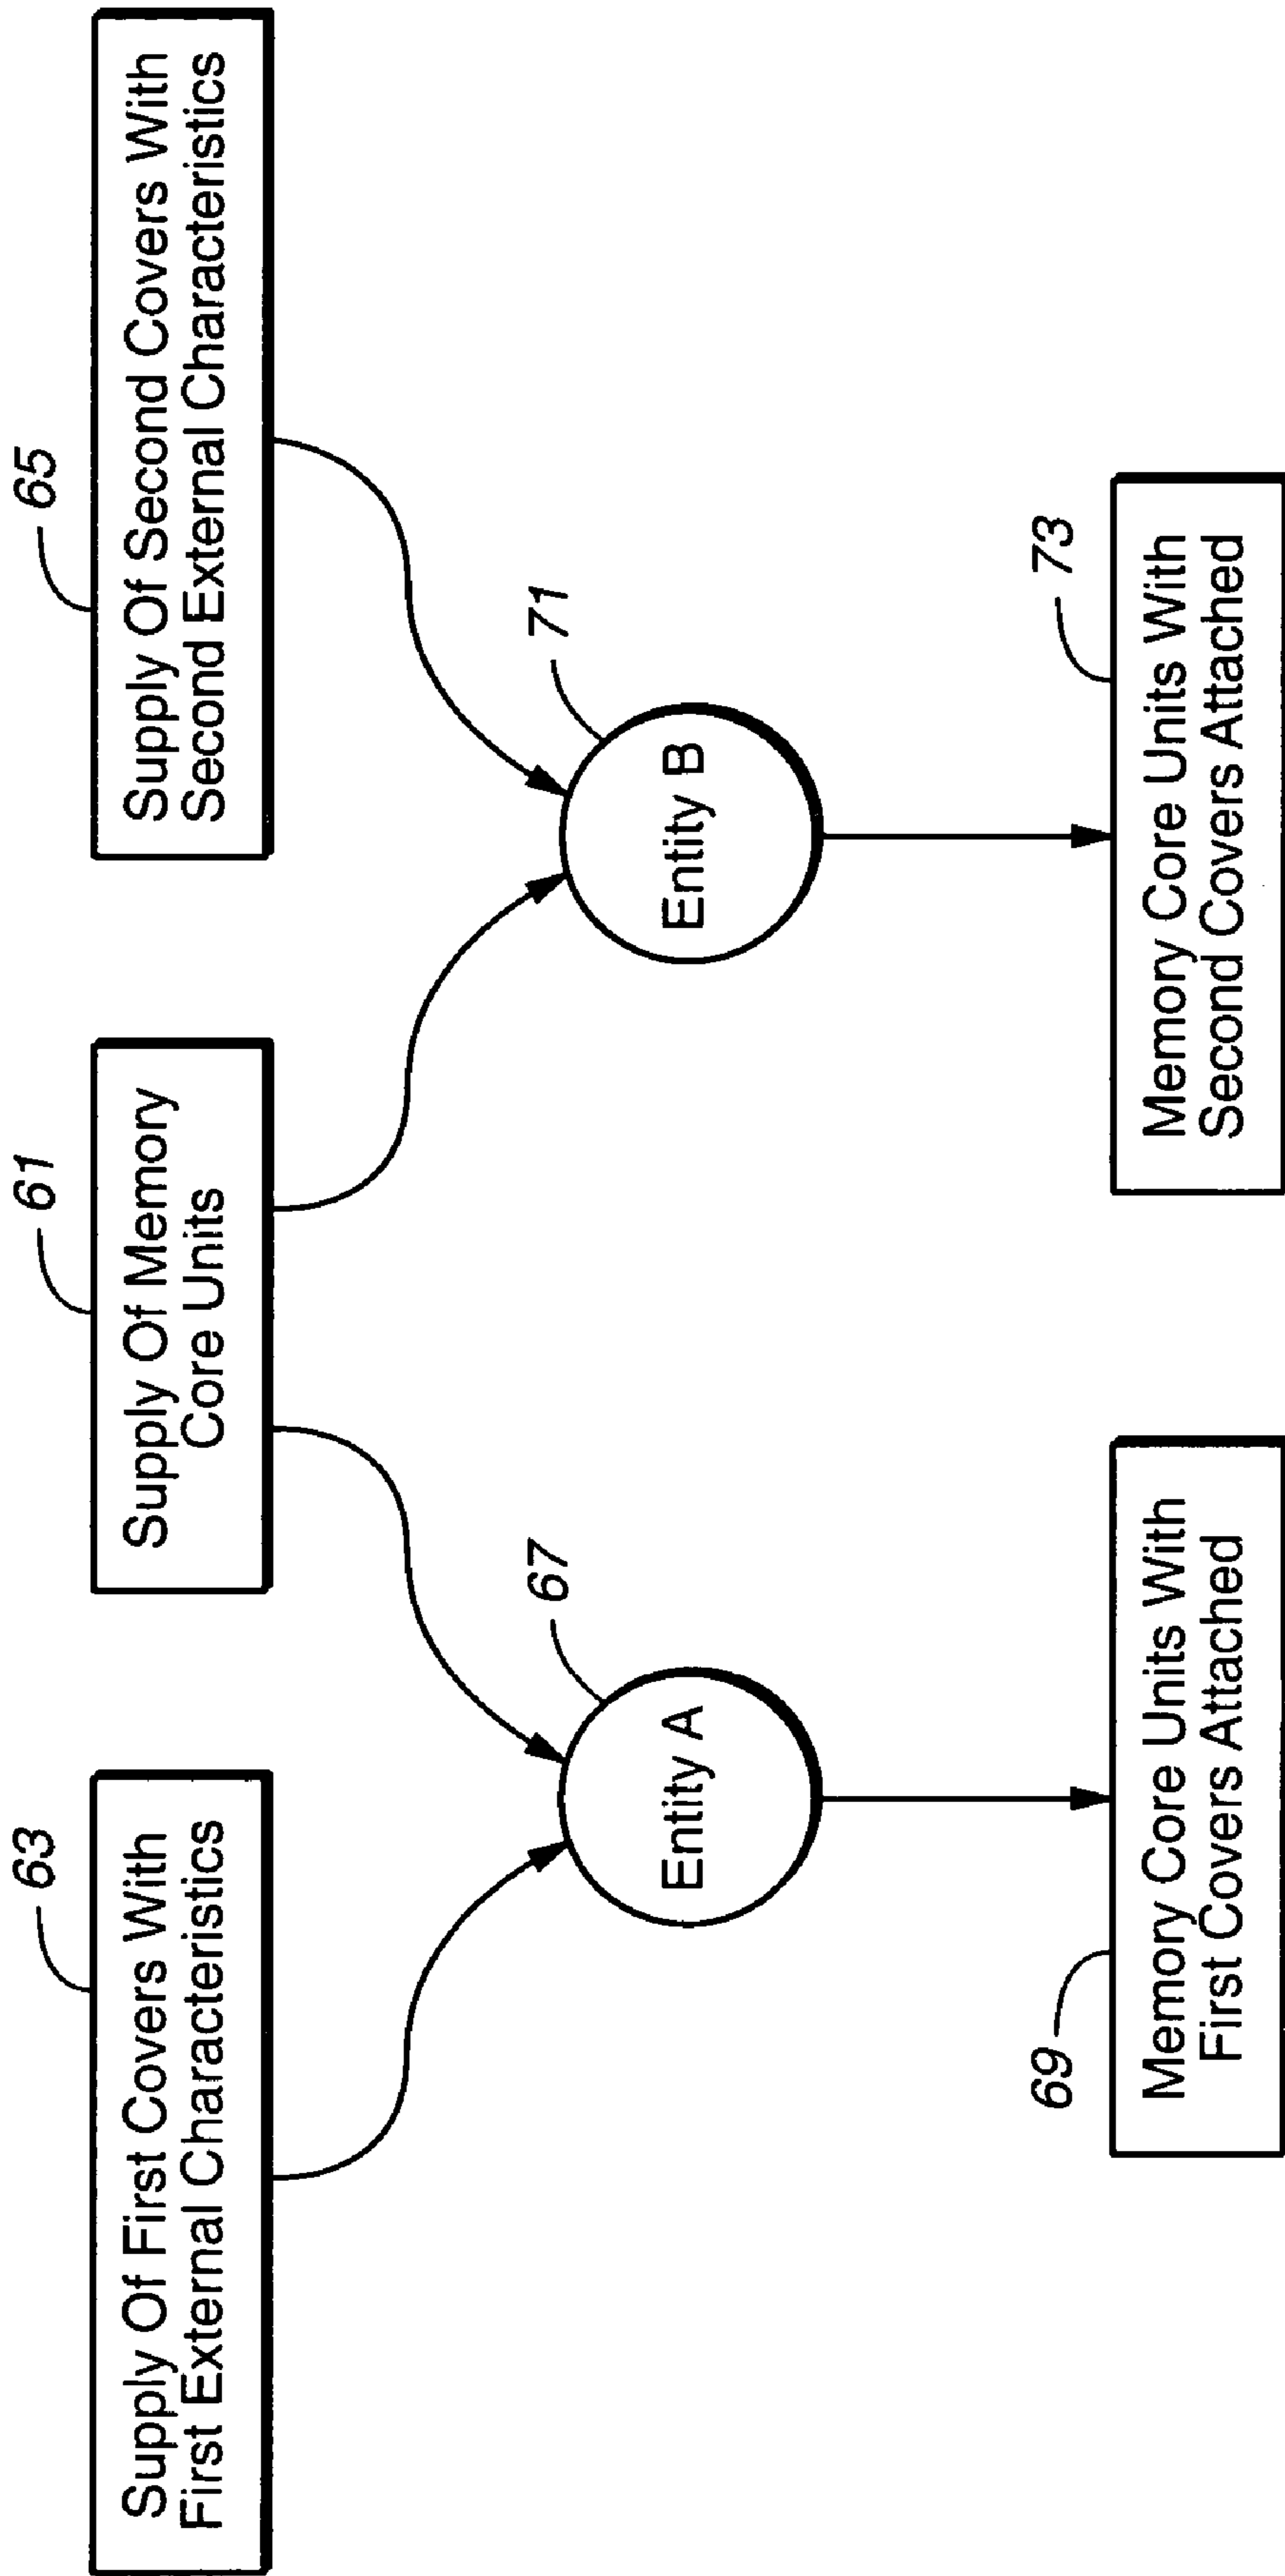 63
Supply Of First Covers With
First External Characteristics
61
Supply Of Memory
Core Units
65
Supply Of Second Covers With
Second External Characteristics
67
Entity A
71
Entity B
69
Memory Core Units With
First Covers Attached
73
Memory Core Units With
Second Covers Attached